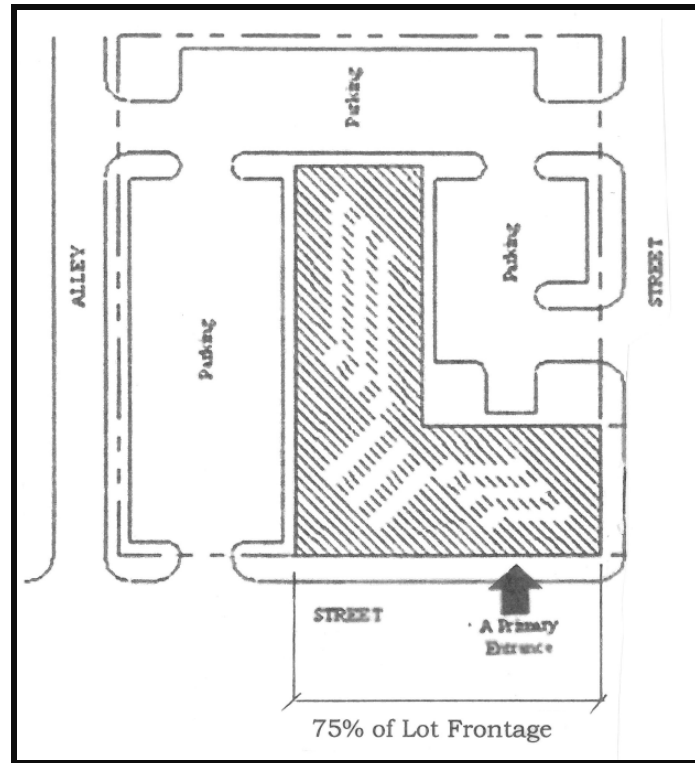 Parking
ALLEY
Parking
Parking
STREET
STREET
A Primary
Entrance
75% of Lot Frontage